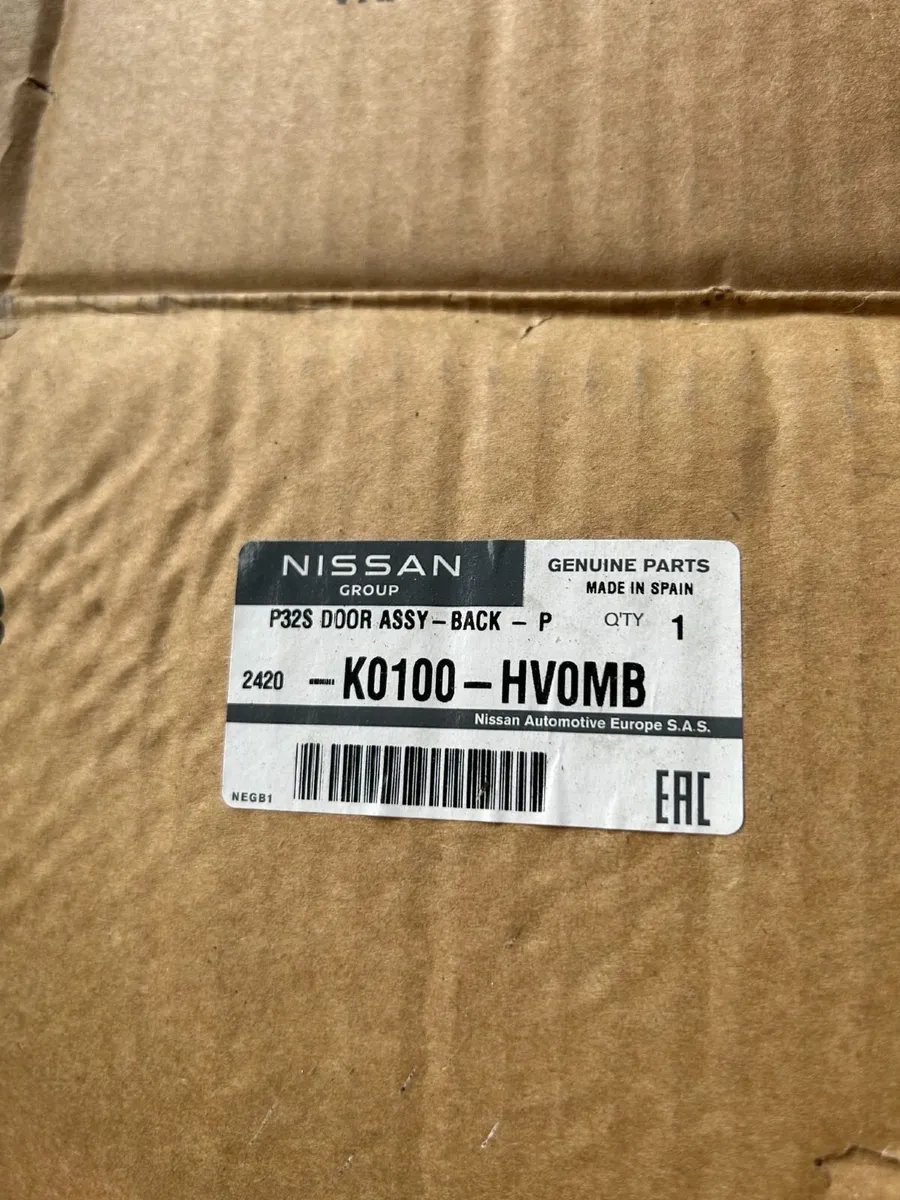 NISSAN
GROUP
GENUINE PARTS
MADE IN SPAIN
P32S DOOR ASSY-BACK - P
Q'TY 1
2420 - K0100-HV0MB
Nissan Automotive Europe S.A.S.
NEGB1
EAC